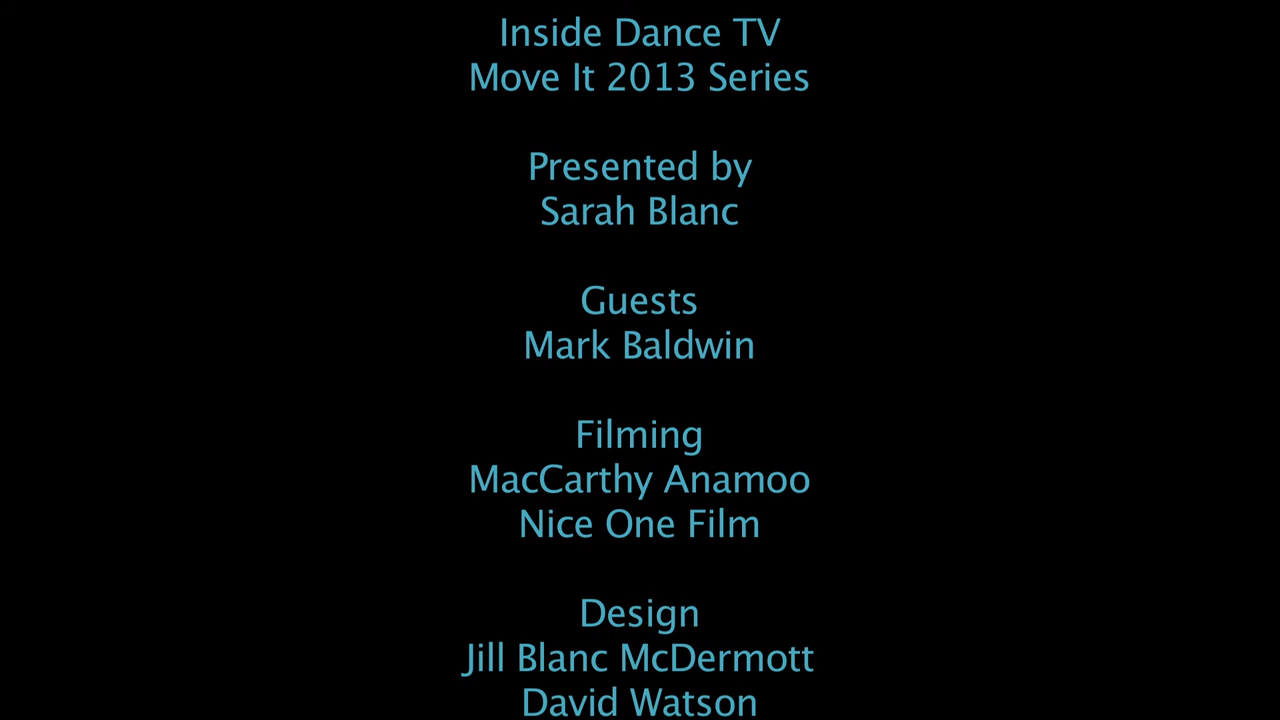 Inside Dance TV
Move It 2013 Series
Presented by
Sarah Blanc
Guests
Mark Baldwin
Filming
MacCarthy Anamoo
Nice One Film
Design
Jill Blanc McDermott
David Watson